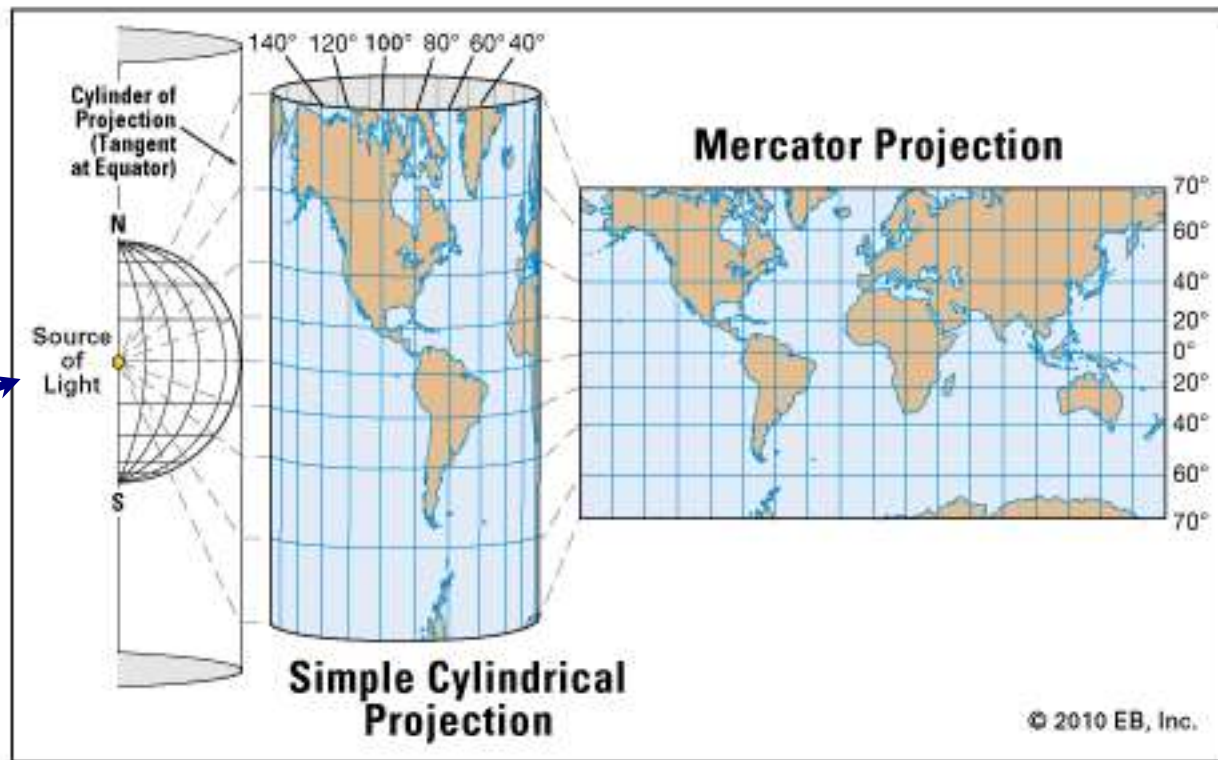 140° 120° 100° 80° 60° 40°
Cylinder of
Projection
(Tangent
at Equator)
N
Source
of
Light
S
Simple Cylindrical
Projection
Mercator Projection
70°
60°
40°
20°
0°
20°
40°
60°
70°
© 2010 EB, Inc.